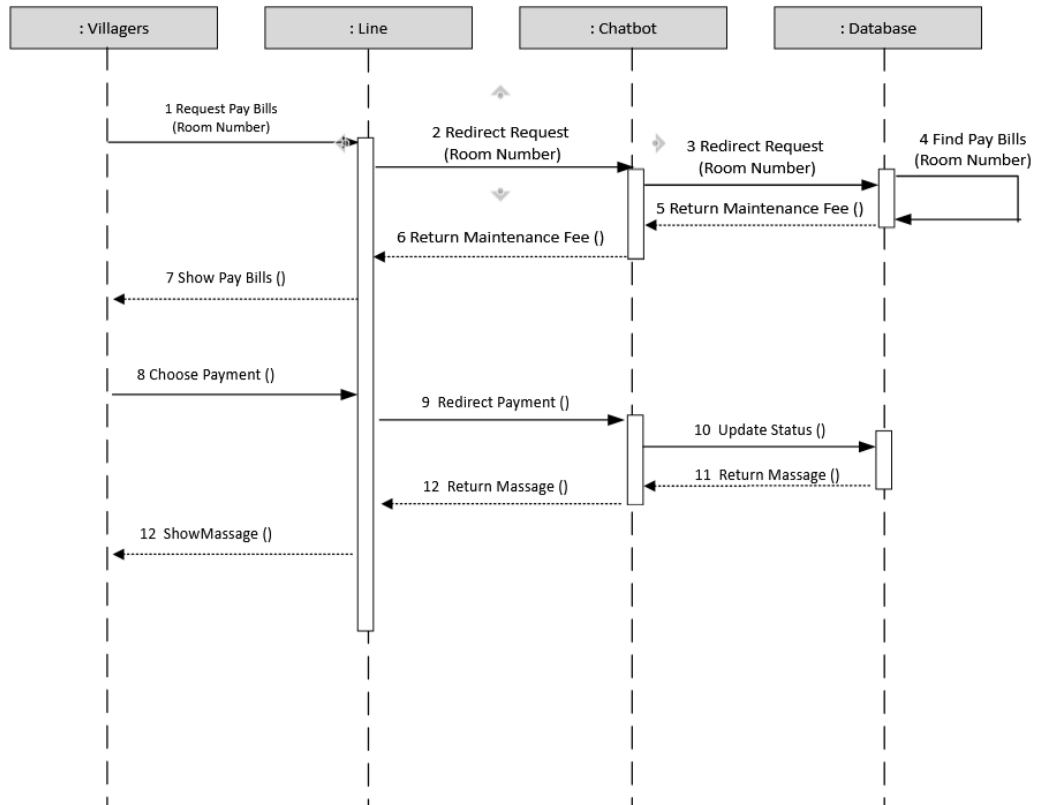 : Villagers
: Line
: Chatbot
: Database
1 Request Pay Bills
(Room Number)
2 Redirect Request
(Room Number)
3 Redirect Request
(Room Number)
4 Find Pay Bills
(Room Number)
5 Return Maintenance Fee ()
6 Return Maintenance Fee ()
7 Show Pay Bills ()
8 Choose Payment ()
9 Redirect Payment ()
10 Update Status ()
11 Return Massage ()
12 Return Massage ()
12 ShowMassage ()